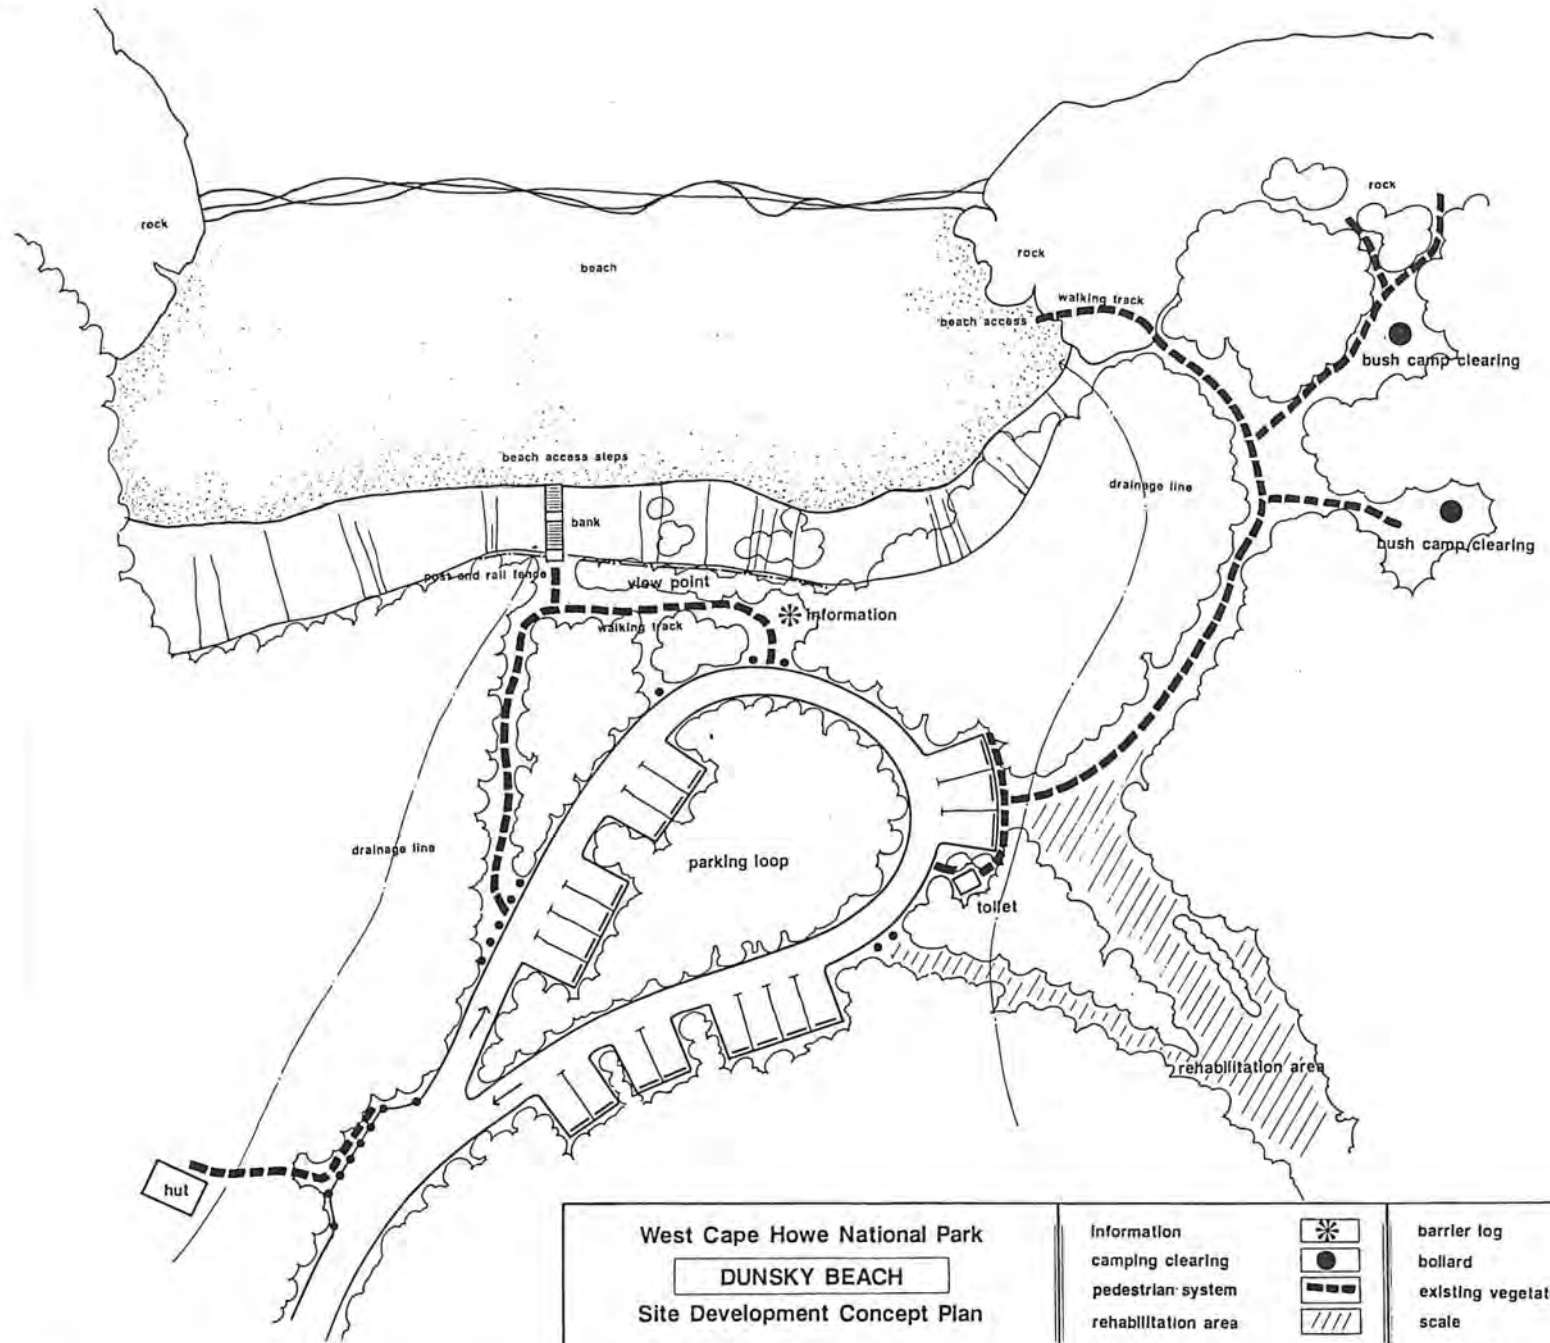 rock
rock
beach
rock
walking track
beach access
bush camp clearing
beach access steps
drainage line
bank
bush camp clearing
post and rail fence
view point
information
walking track
drainage line
parking loop
toilet
rehabilitation area
hut
West Cape Howe National Park
DUNSKY BEACH
Site Development Concept Plan
information
camping clearing
pedestrian system
rehabilitation area
barrier log
bollard
existing vegetat
scale